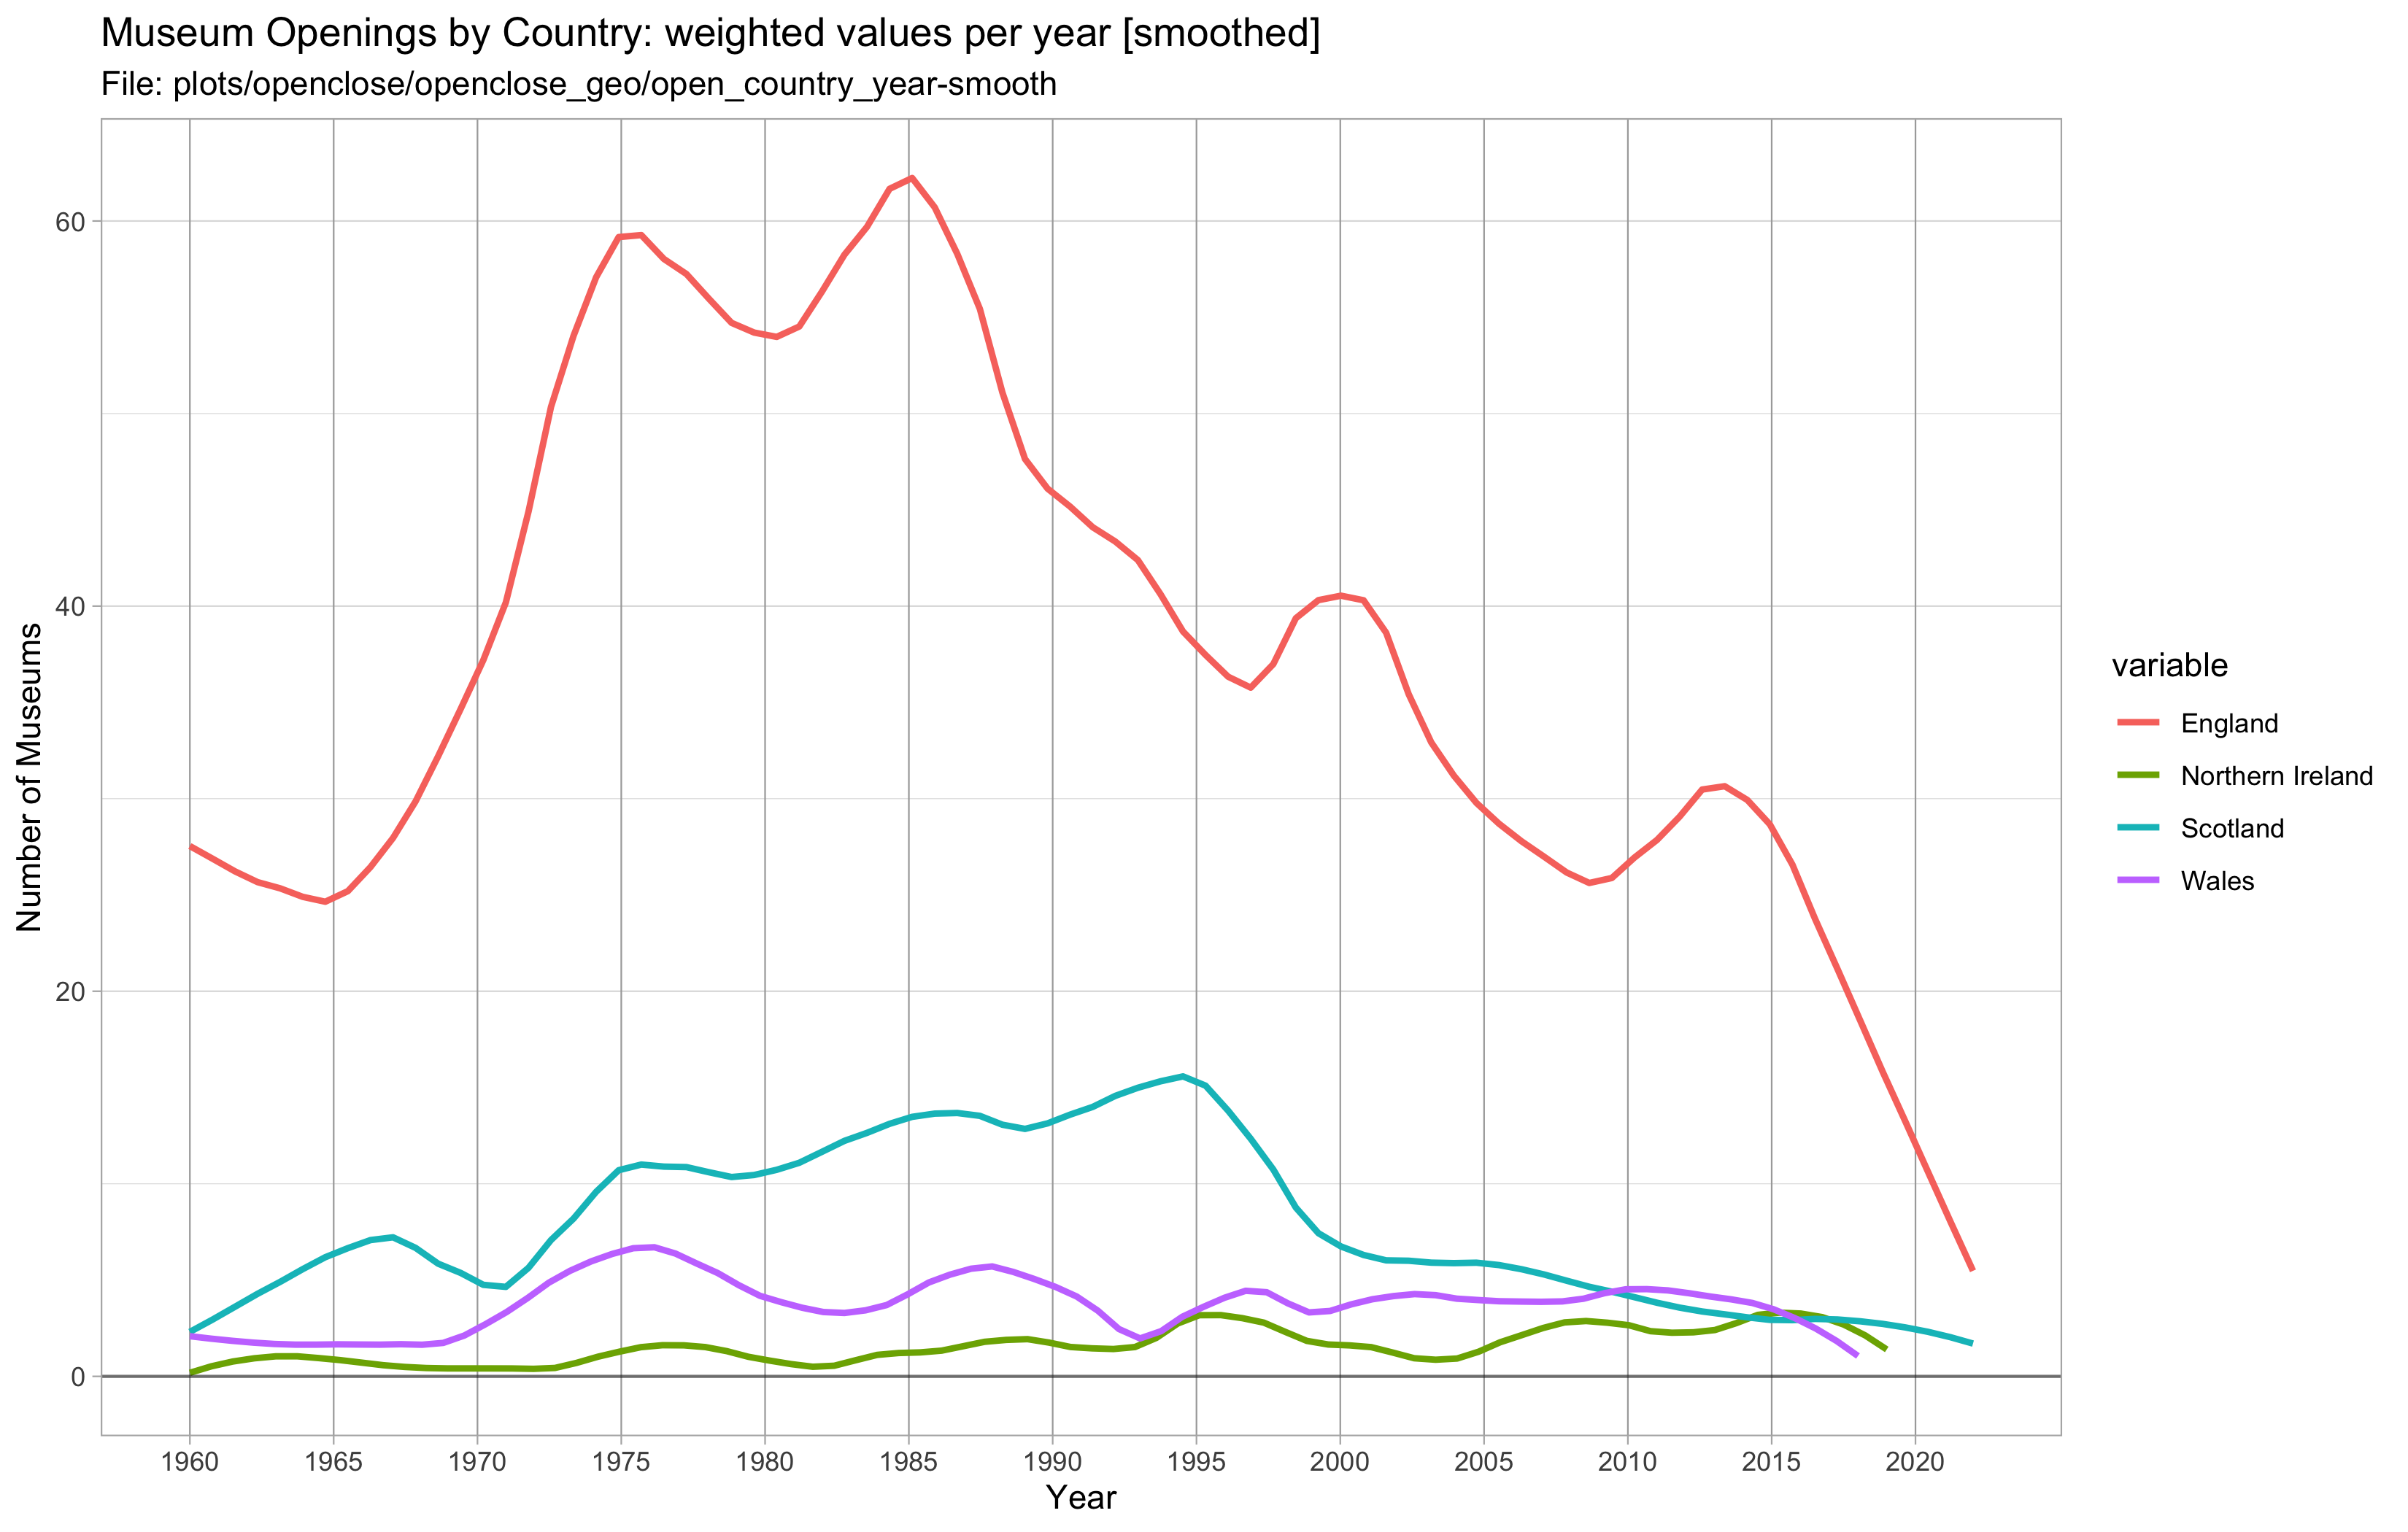 Museum Openings by Country: weighted values per year [smoothed]
File: plots/openclose/openclose_geo/open_country_year-smooth
Number of Museums
60
40
20
0
1960 1965 1970 1975 1980 1985 1990 1995 2000 2005 2010 2015 2020
Year
variable
England
Northern Ireland
Scotland
Wales